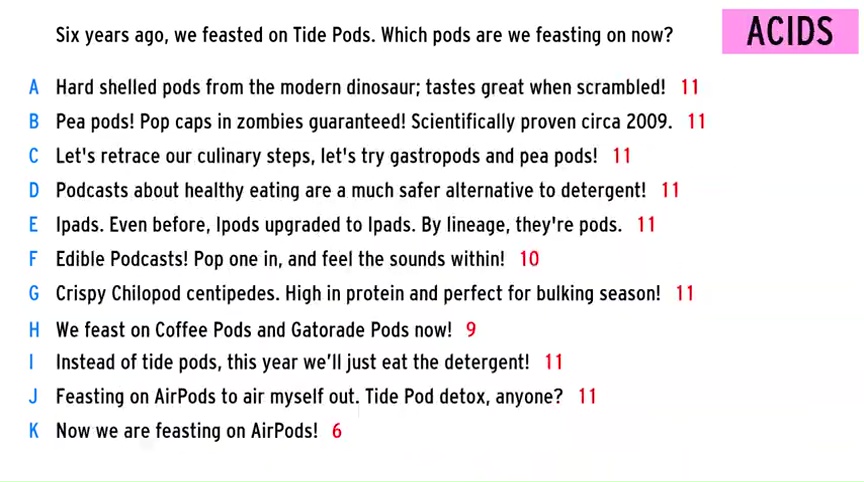 Six years ago, we feasted on Tide Pods. Which pods are we feasting on now?
ACIDS
A Hard shelled pods from the modern dinosaur; tastes great when scrambled! 11
B Pea pods! Pop caps in zombies guaranteed! Scientifically proven circa 2009. 11
C Let's retrace our culinary steps, let's try gastropods and pea pods! 11
D Podcasts about healthy eating are a much safer alternative to detergent! 11
E Ipads. Even before, Ipods upgraded to Ipads. By lineage, they're pods. 11
F Edible Podcasts! Pop one in, and feel the sounds within! 10
G Crispy Chilopod centipedes. High in protein and perfect for bulking season! 11
H We feast on Coffee Pods and Gatorade Pods now! 9
I Instead of tide pods, this year we’ll just eat the detergent! 11
J Feasting on AirPods to air myself out. Tide Pod detox, anyone? 11
K Now we are feasting on AirPods! 6